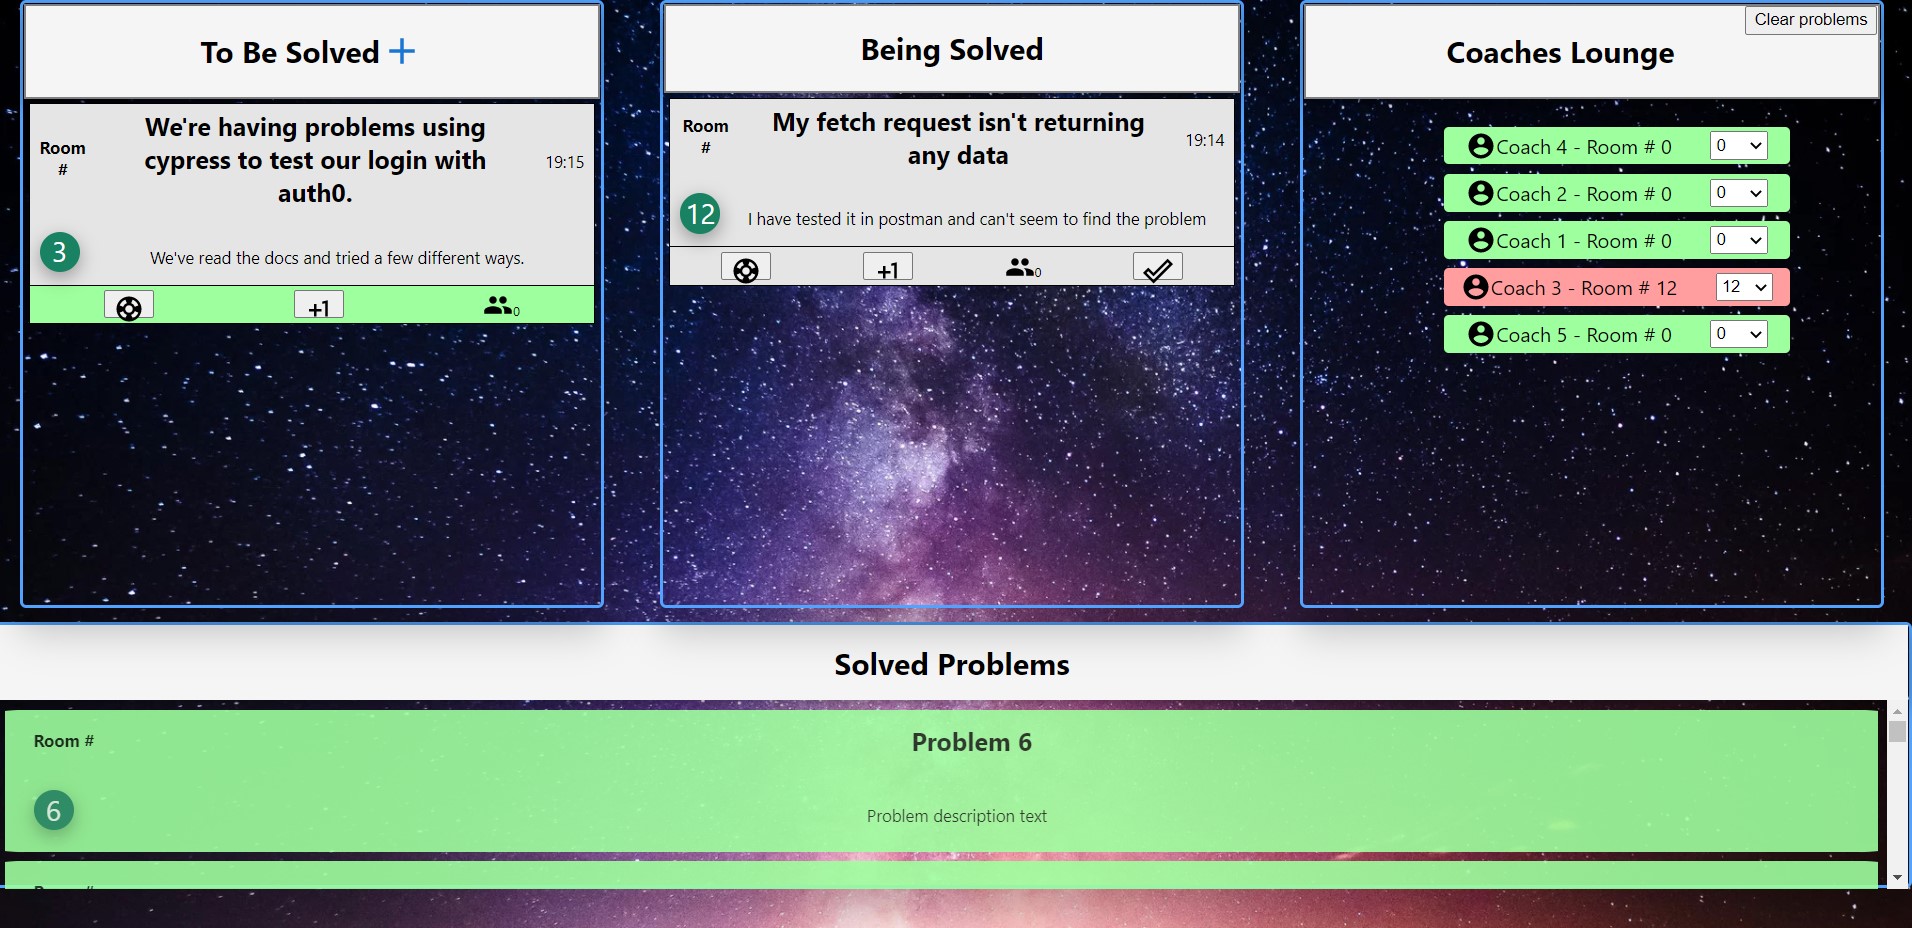 To Be Solved
Room
#
We're having problems using
cypress to test our login with
auth0.
19:15
3
We've read the docs and tried a few different ways.
+1
0
Being Solved
Room
#
My fetch request isn't returning
any data
19:14
12
I have tested it in postman and can't seem to find the problem
+1
0
Clear problems
Coaches Lounge
Coach 4 - Room # 0 0
Coach 2 - Room # 0 0
Coach 1 - Room # 0 0
Coach 3 - Room # 12 12
Coach 5 - Room # 0 0
Solved Problems
Room #
Problem 6
6
Problem description text
Room #